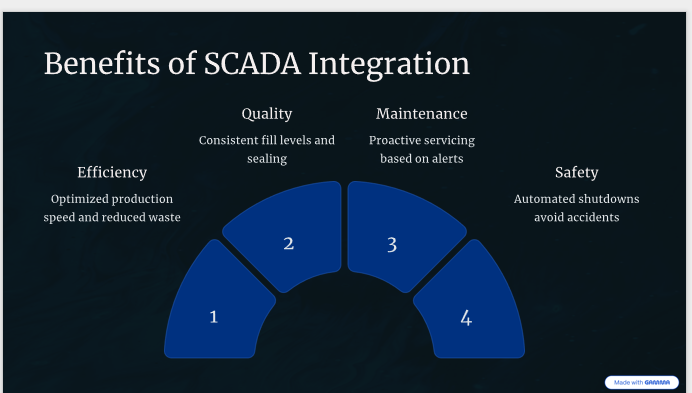 Benefits of SCADA Integration
Quality
Consistent fill levels and
sealing
Maintenance
Proactive servicing
based on alerts
Efficiency
Optimized production
speed and reduced waste
Safety
Automated shutdowns
avoid accidents
1
2
3
4
Made with GAMMA